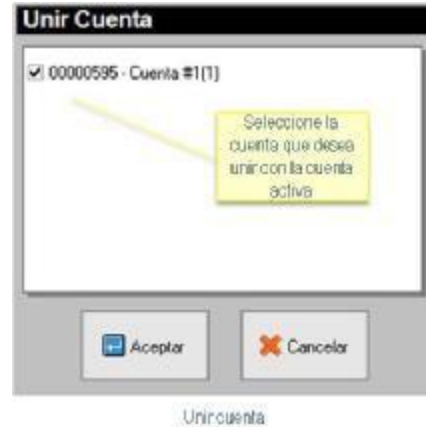 Unir Cuenta
00000595 - Cuenta #1(1)
Seleccione la
cuenta que desea
unir con la cuenta
activa
Aceptar
Cancelar
Unir cuenta